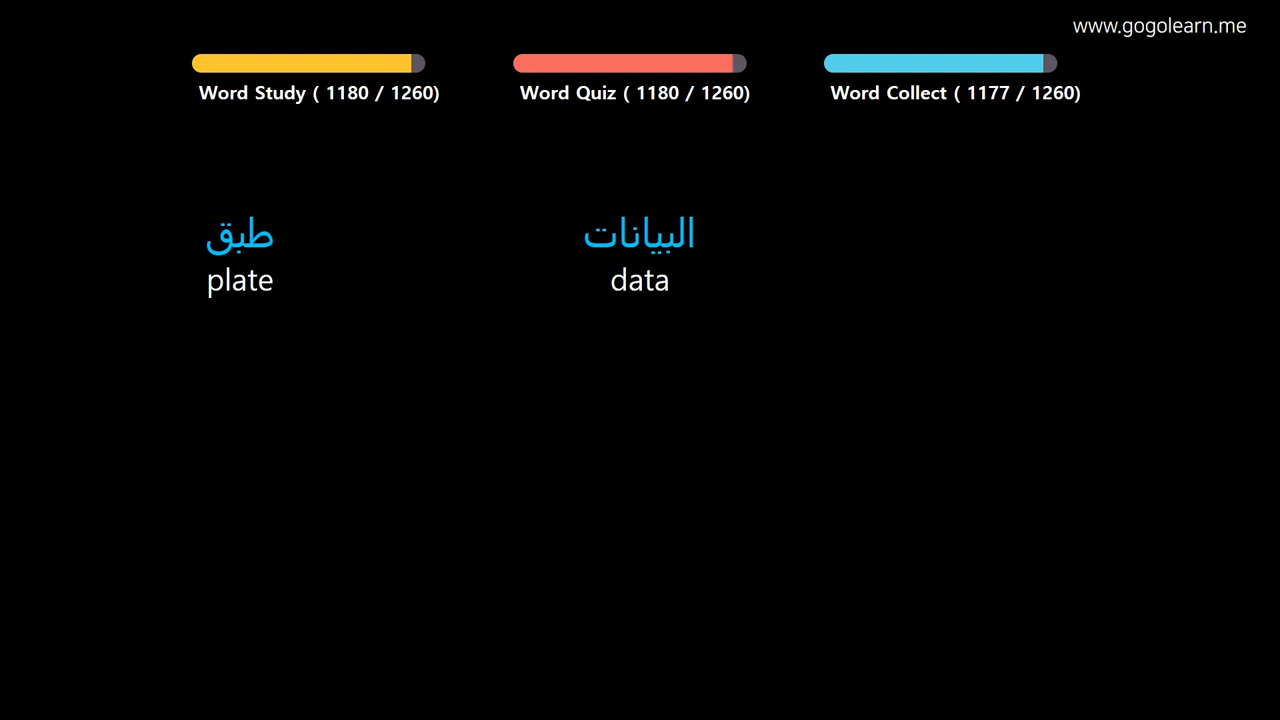 www.gogolearn.me
Word Study ( 1180 / 1260)
Word Quiz ( 1180 / 1260)
Word Collect ( 1177 / 1260)
طبق
plate
البيانات
data